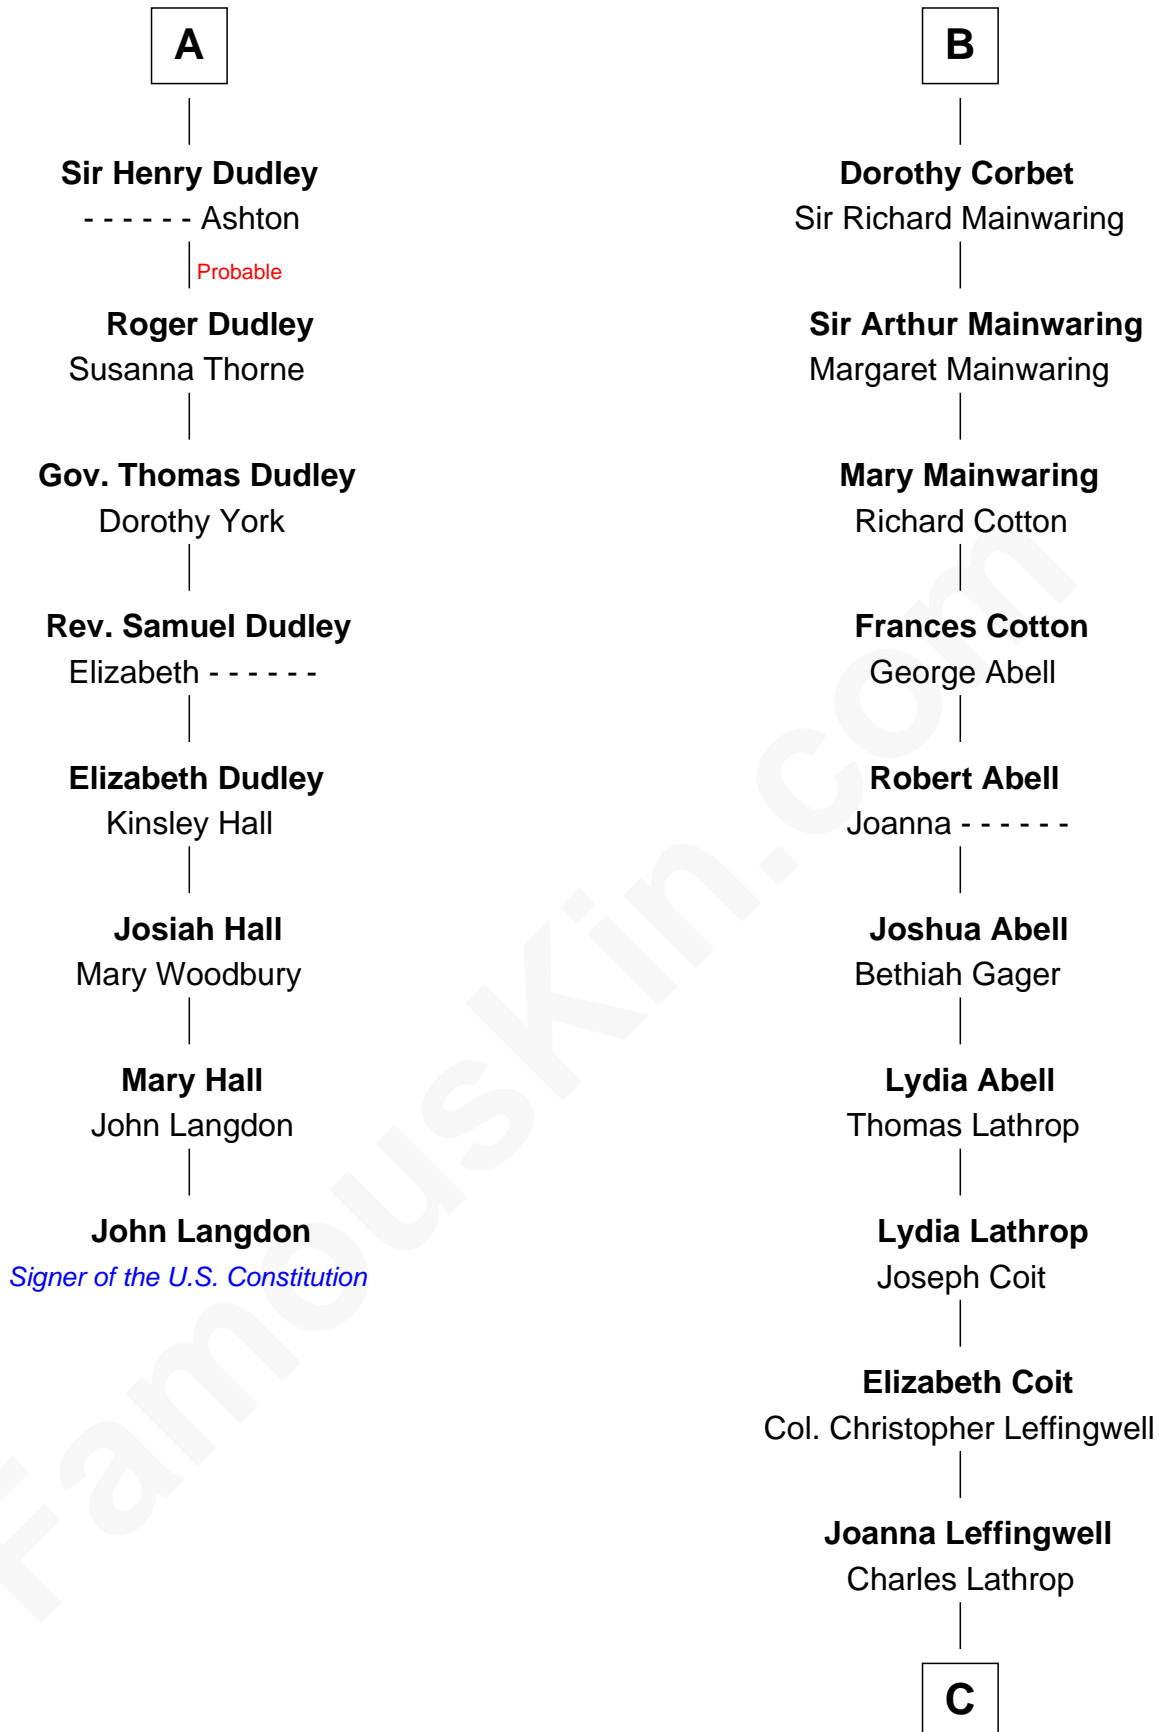 A
Sir Henry Dudley
- - - - - - Ashton
Probable
Roger Dudley
Susanna Thorne
Gov. Thomas Dudley
Dorothy York
Rev. Samuel Dudley
Elizabeth - - - - - -
Elizabeth Dudley
Kinsley Hall
Josiah Hall
Mary Woodbury
Mary Hall
John Langdon
John Langdon
Signer of the U.S. Constitution
B
Dorothy Corbet
Sir Richard Mainwaring
Sir Arthur Mainwaring
Margaret Mainwaring
Mary Mainwaring
Richard Cotton
Frances Cotton
George Abell
Robert Abell
Joanna - - - - - -
Joshua Abell
Bethiah Gager
Lydia Abell
Thomas Lathrop
Lydia Lathrop
Joseph Coit
Elizabeth Coit
Col. Christopher Leffingwell
Joanna Leffingwell
Charles Lathrop
C
FamousKin.com